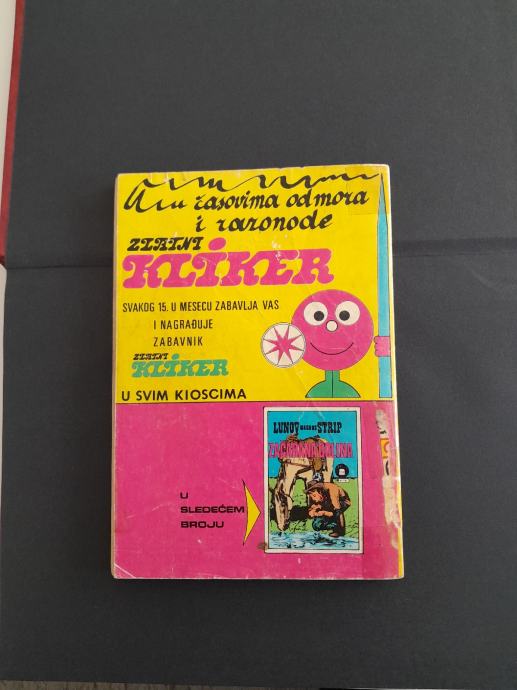 u časovima odmora
i razonode
ZLATNI
KLIKER
SVAKOG 15. U MESECU ZABAVLJA VAS
I NAGRAĐUJE
ZABAVNIK
ZLATNI
KLIKER
U SVIM KIOSCIMA
LUNOV MAGNUS STRIP
U
SLEDEĆEM
BROJU